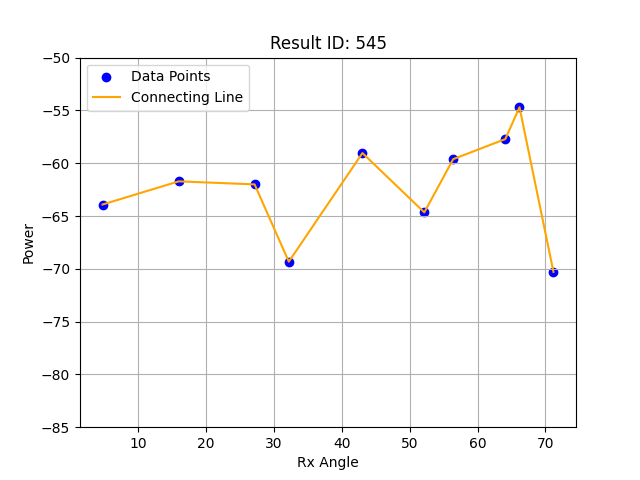 Result ID: 545
Data Points
Connecting Line
−50
−55
−60
−65
−70
−75
−80
−85
Power
10 20 30 40 50 60 70
Rx Angle